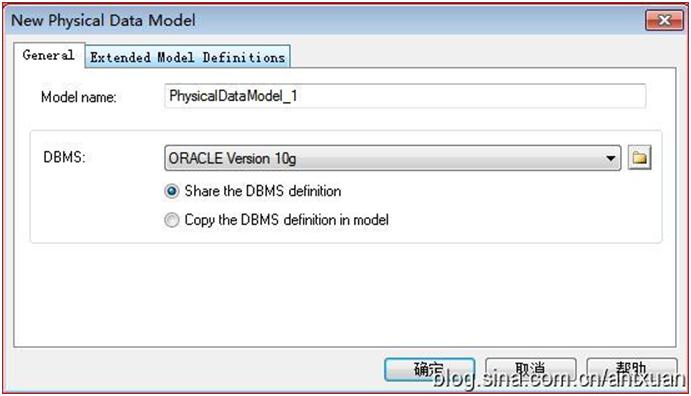 New Physical Data Model
General Extended Model Definitions
Model name: PhysicalDataModel_1
DBMS: ORACLE Version 10g
Share the DBMS definition
Copy the DBMS definition in model
确定 取消 帮助
blog.sina.com.cn/antxuan